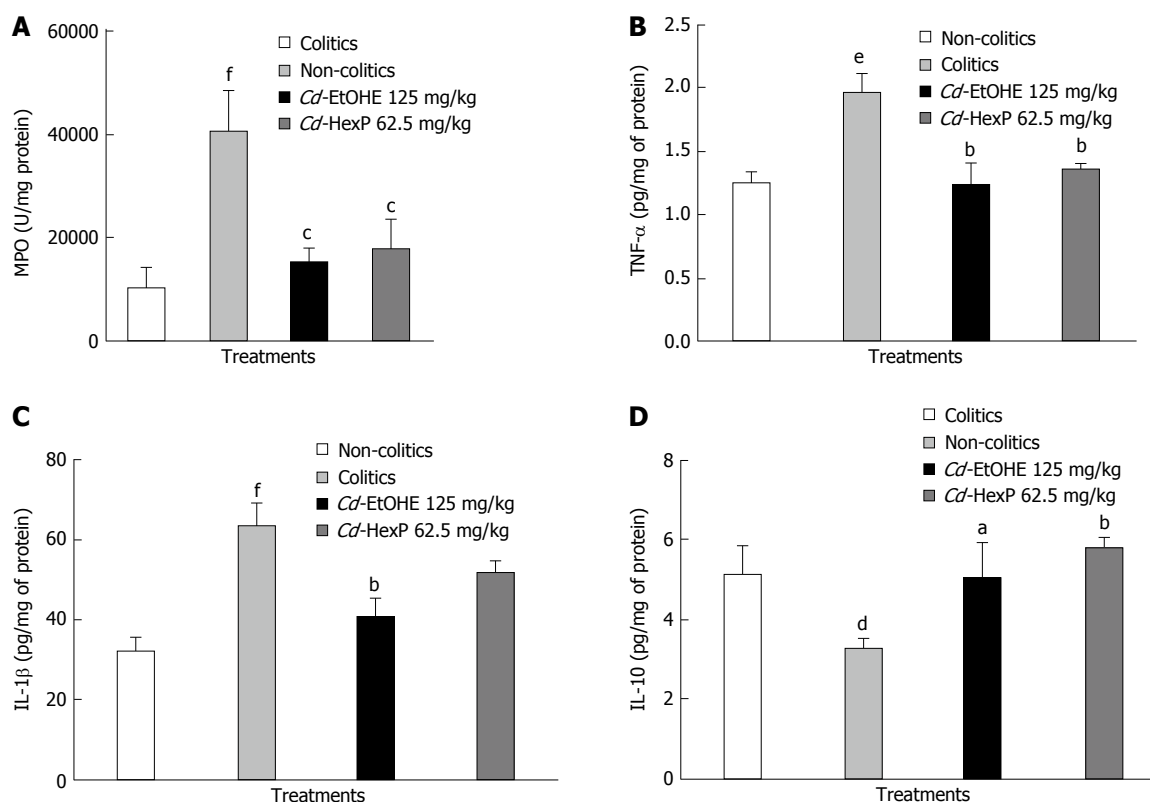 A
MPO (U/mg protein)
60000
40000
20000
0
Colitics
Non-colitics
Cd-EtOHE 125 mg/kg
Cd-HexP 62.5 mg/kg
f
c
c
Treatments
B
TNF-α (pg/mg of protein)
2.5
2.0
1.5
1.0
0.5
0.0
Non-colitics
Colitics
Cd-EtOHE 125 mg/kg
Cd-HexP 62.5 mg/kg
e
b
b
Treatments
C
IL-1β (pg/mg of protein)
80
60
40
20
0
Non-colitics
Colitics
Cd-EtOHE 125 mg/kg
Cd-HexP 62.5 mg/kg
f
b
Treatments
D
IL-10 (pg/mg of protein)
8
6
4
2
0
Colitics
Non-colitics
Cd-EtOHE 125 mg/kg
Cd-HexP 62.5 mg/kg
d
a
b
Treatments